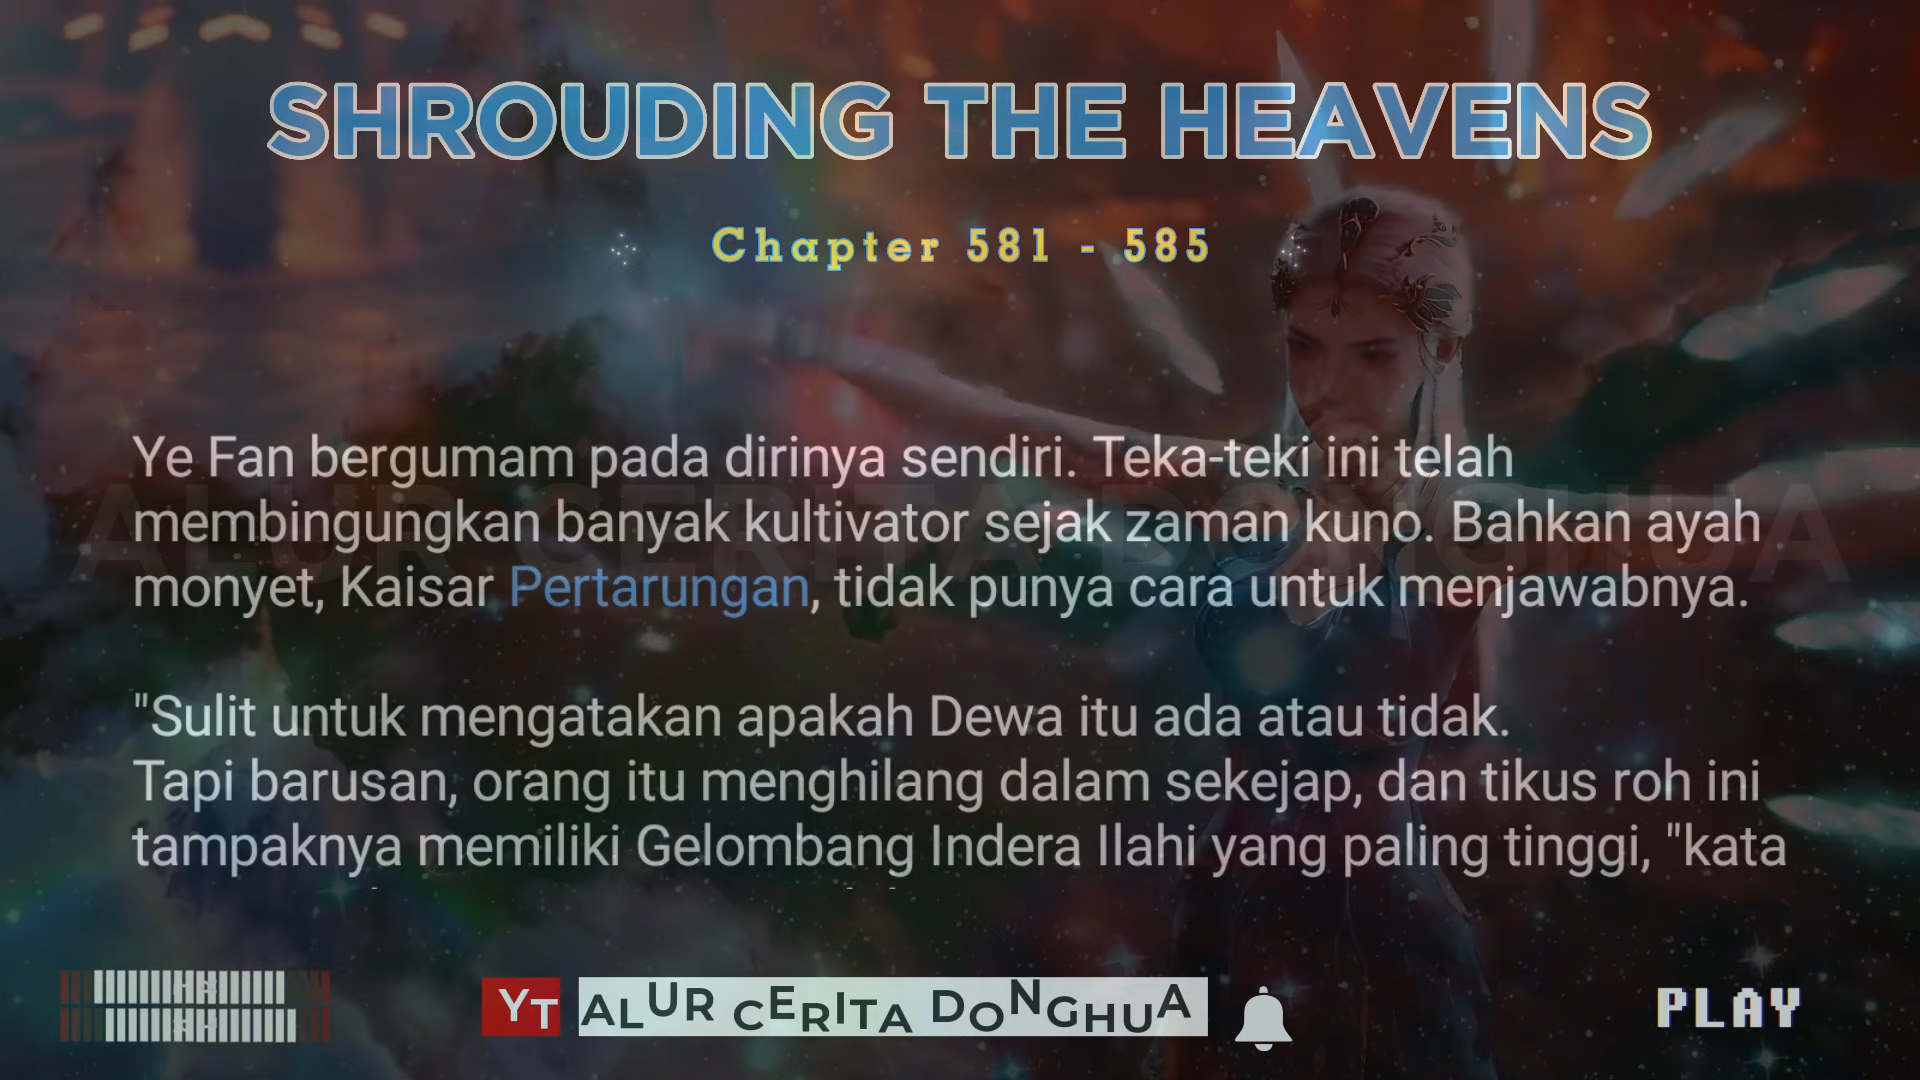 SHROUDING THE HEAVENS
Chapter 581 - 585
Ye Fan bergumam pada dirinya sendiri. Teka-teki ini telah
membingungkan banyak kultivator sejak zaman kuno. Bahkan ayah
monyet, Kaisar Pertarungan, tidak punya cara untuk menjawabnya.
"Sulit untuk mengatakan apakah Dewa itu ada atau tidak.
Tapi barusan, orang itu menghilang dalam sekejap, dan tikus roh ini
tampaknya memiliki Gelombang Indera Ilahi yang paling tinggi, "kata
ALUR CERITA DONGHUA
YT ALUR CERITA DONGHUA
PLAY